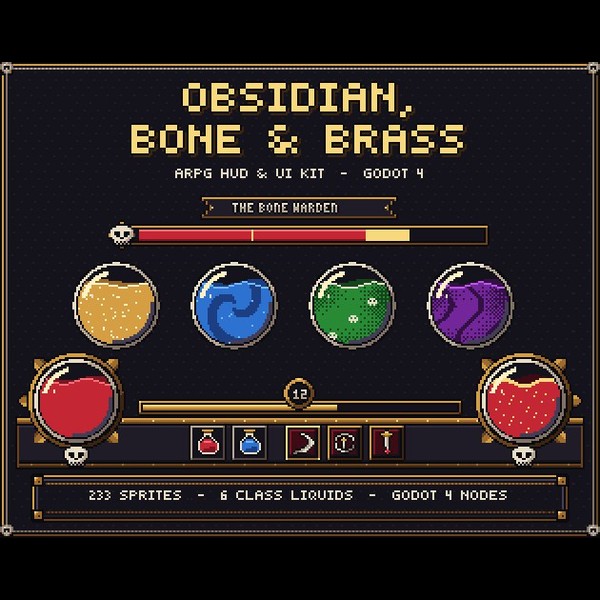 OBSIDIAN,
BONE & BRASS
ARPG HUD & UI KIT - GODOT 4
THE BONE WARDEN
12
233 SPRITES - 6 CLASS LIQUIDS - GODOT 4 NODES